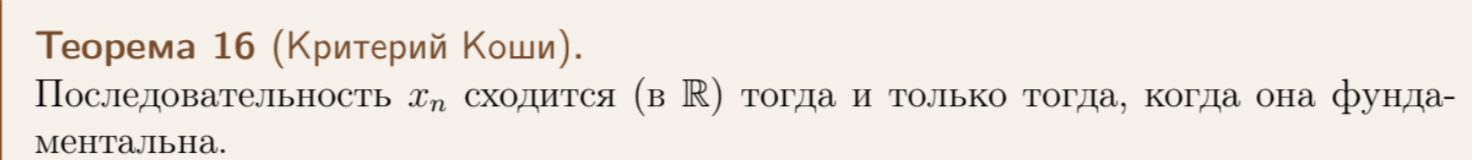 Теорема 16 (Критерий Коши).
Последовательность xₙ сходится (в ℝ) тогда и только тогда, когда она фунда-
ментальна.